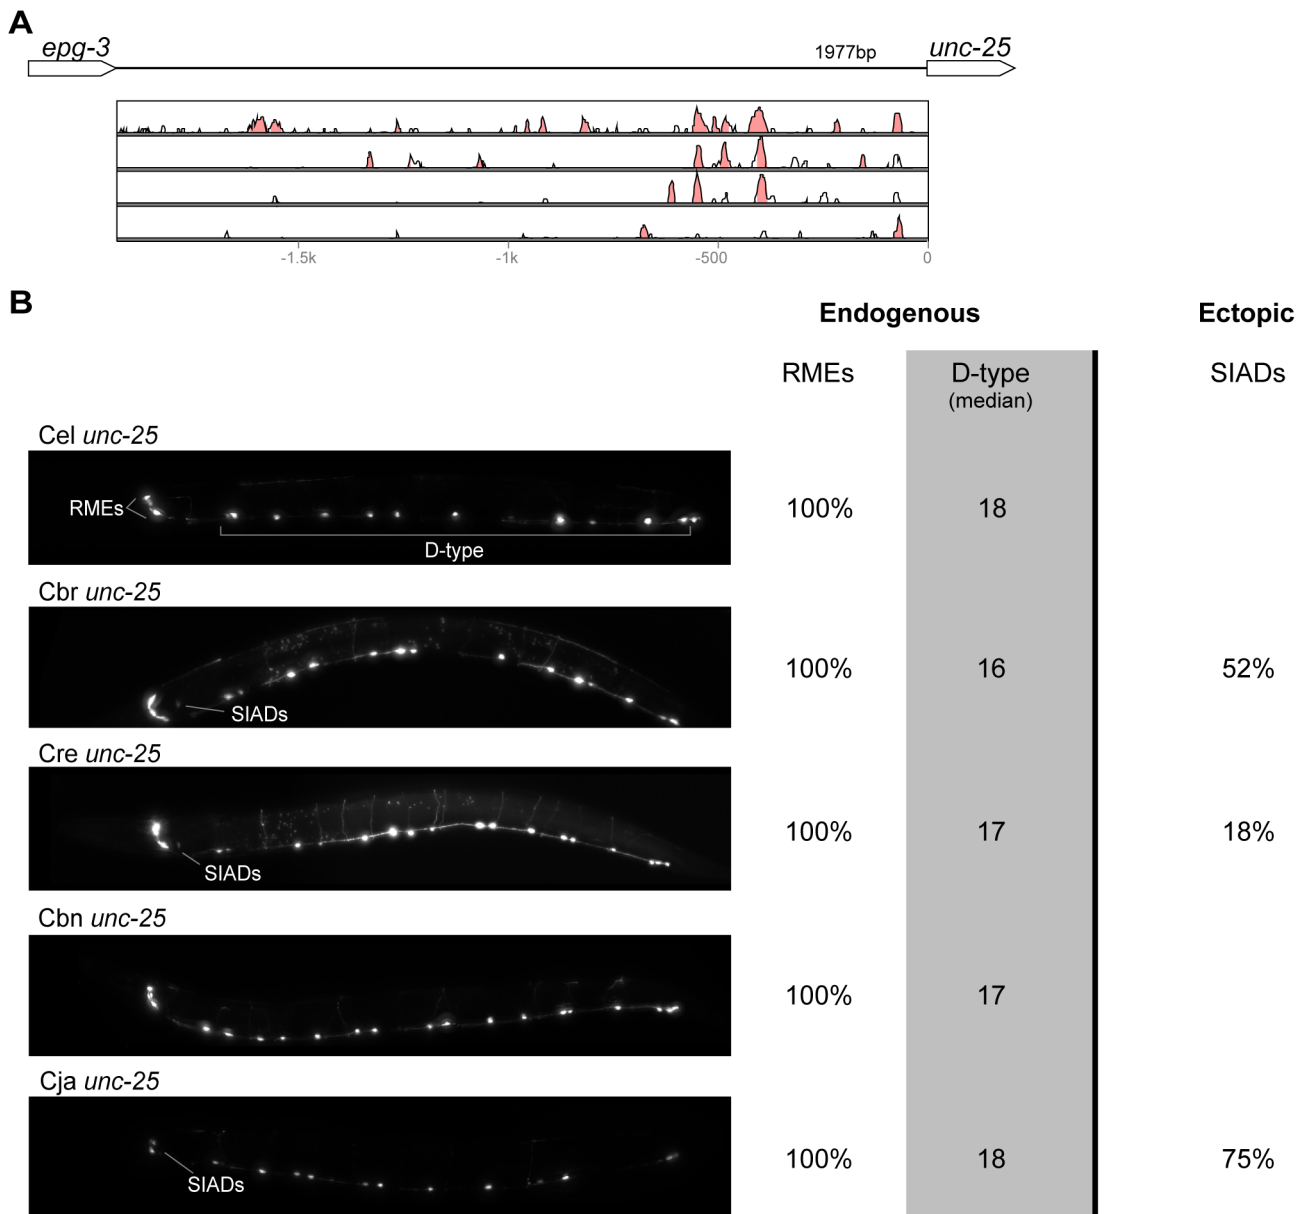 A
epg-3
1977bp
unc-25
-1.5k
-1k
-500
0
B
Endogenous
Ectopic
RMEs
D-type
(median)
SIADs
Cel unc-25
RMEs
D-type
100%
18
Cbr unc-25
SIADs
100%
16
52%
Cre unc-25
SIADs
100%
17
18%
Cbn unc-25
100%
17
Cja unc-25
SIADs
100%
18
75%